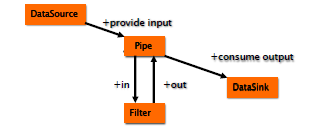 DataSource
+provide input
Pipe
+consume output
+in
+out
DataSink
Filter